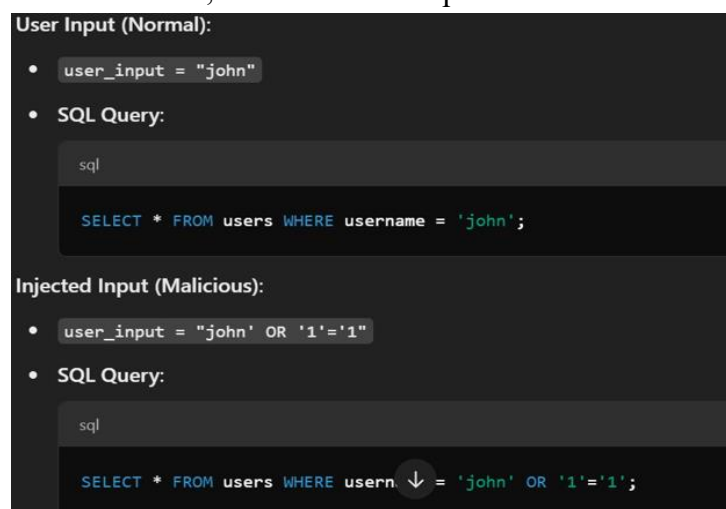 User Input (Normal):
• user_input = "john"
• SQL Query:
sql
SELECT * FROM users WHERE username = 'john';
Injected Input (Malicious):
• user_input = "john' OR '1'='1"
• SQL Query:
sql
SELECT * FROM users WHERE usern = 'john' OR '1'='1';